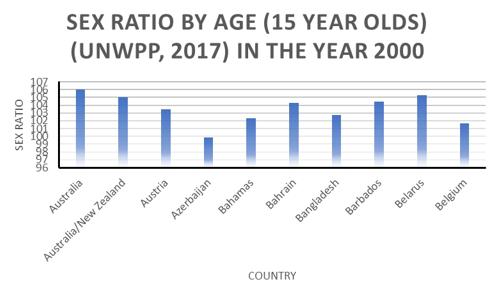 SEX RATIO BY AGE (15 YEAR OLDS)
(UNWPP, 2017) IN THE YEAR 2000
SEX RATIO
107
106
105
104
103
102
101
100
99
98
97
96
Australia
Australia/New Zealand
Austria
Azerbaijan
Bahamas
Bahrain
Bangladesh
Barbados
Belarus
Belgium
COUNTRY